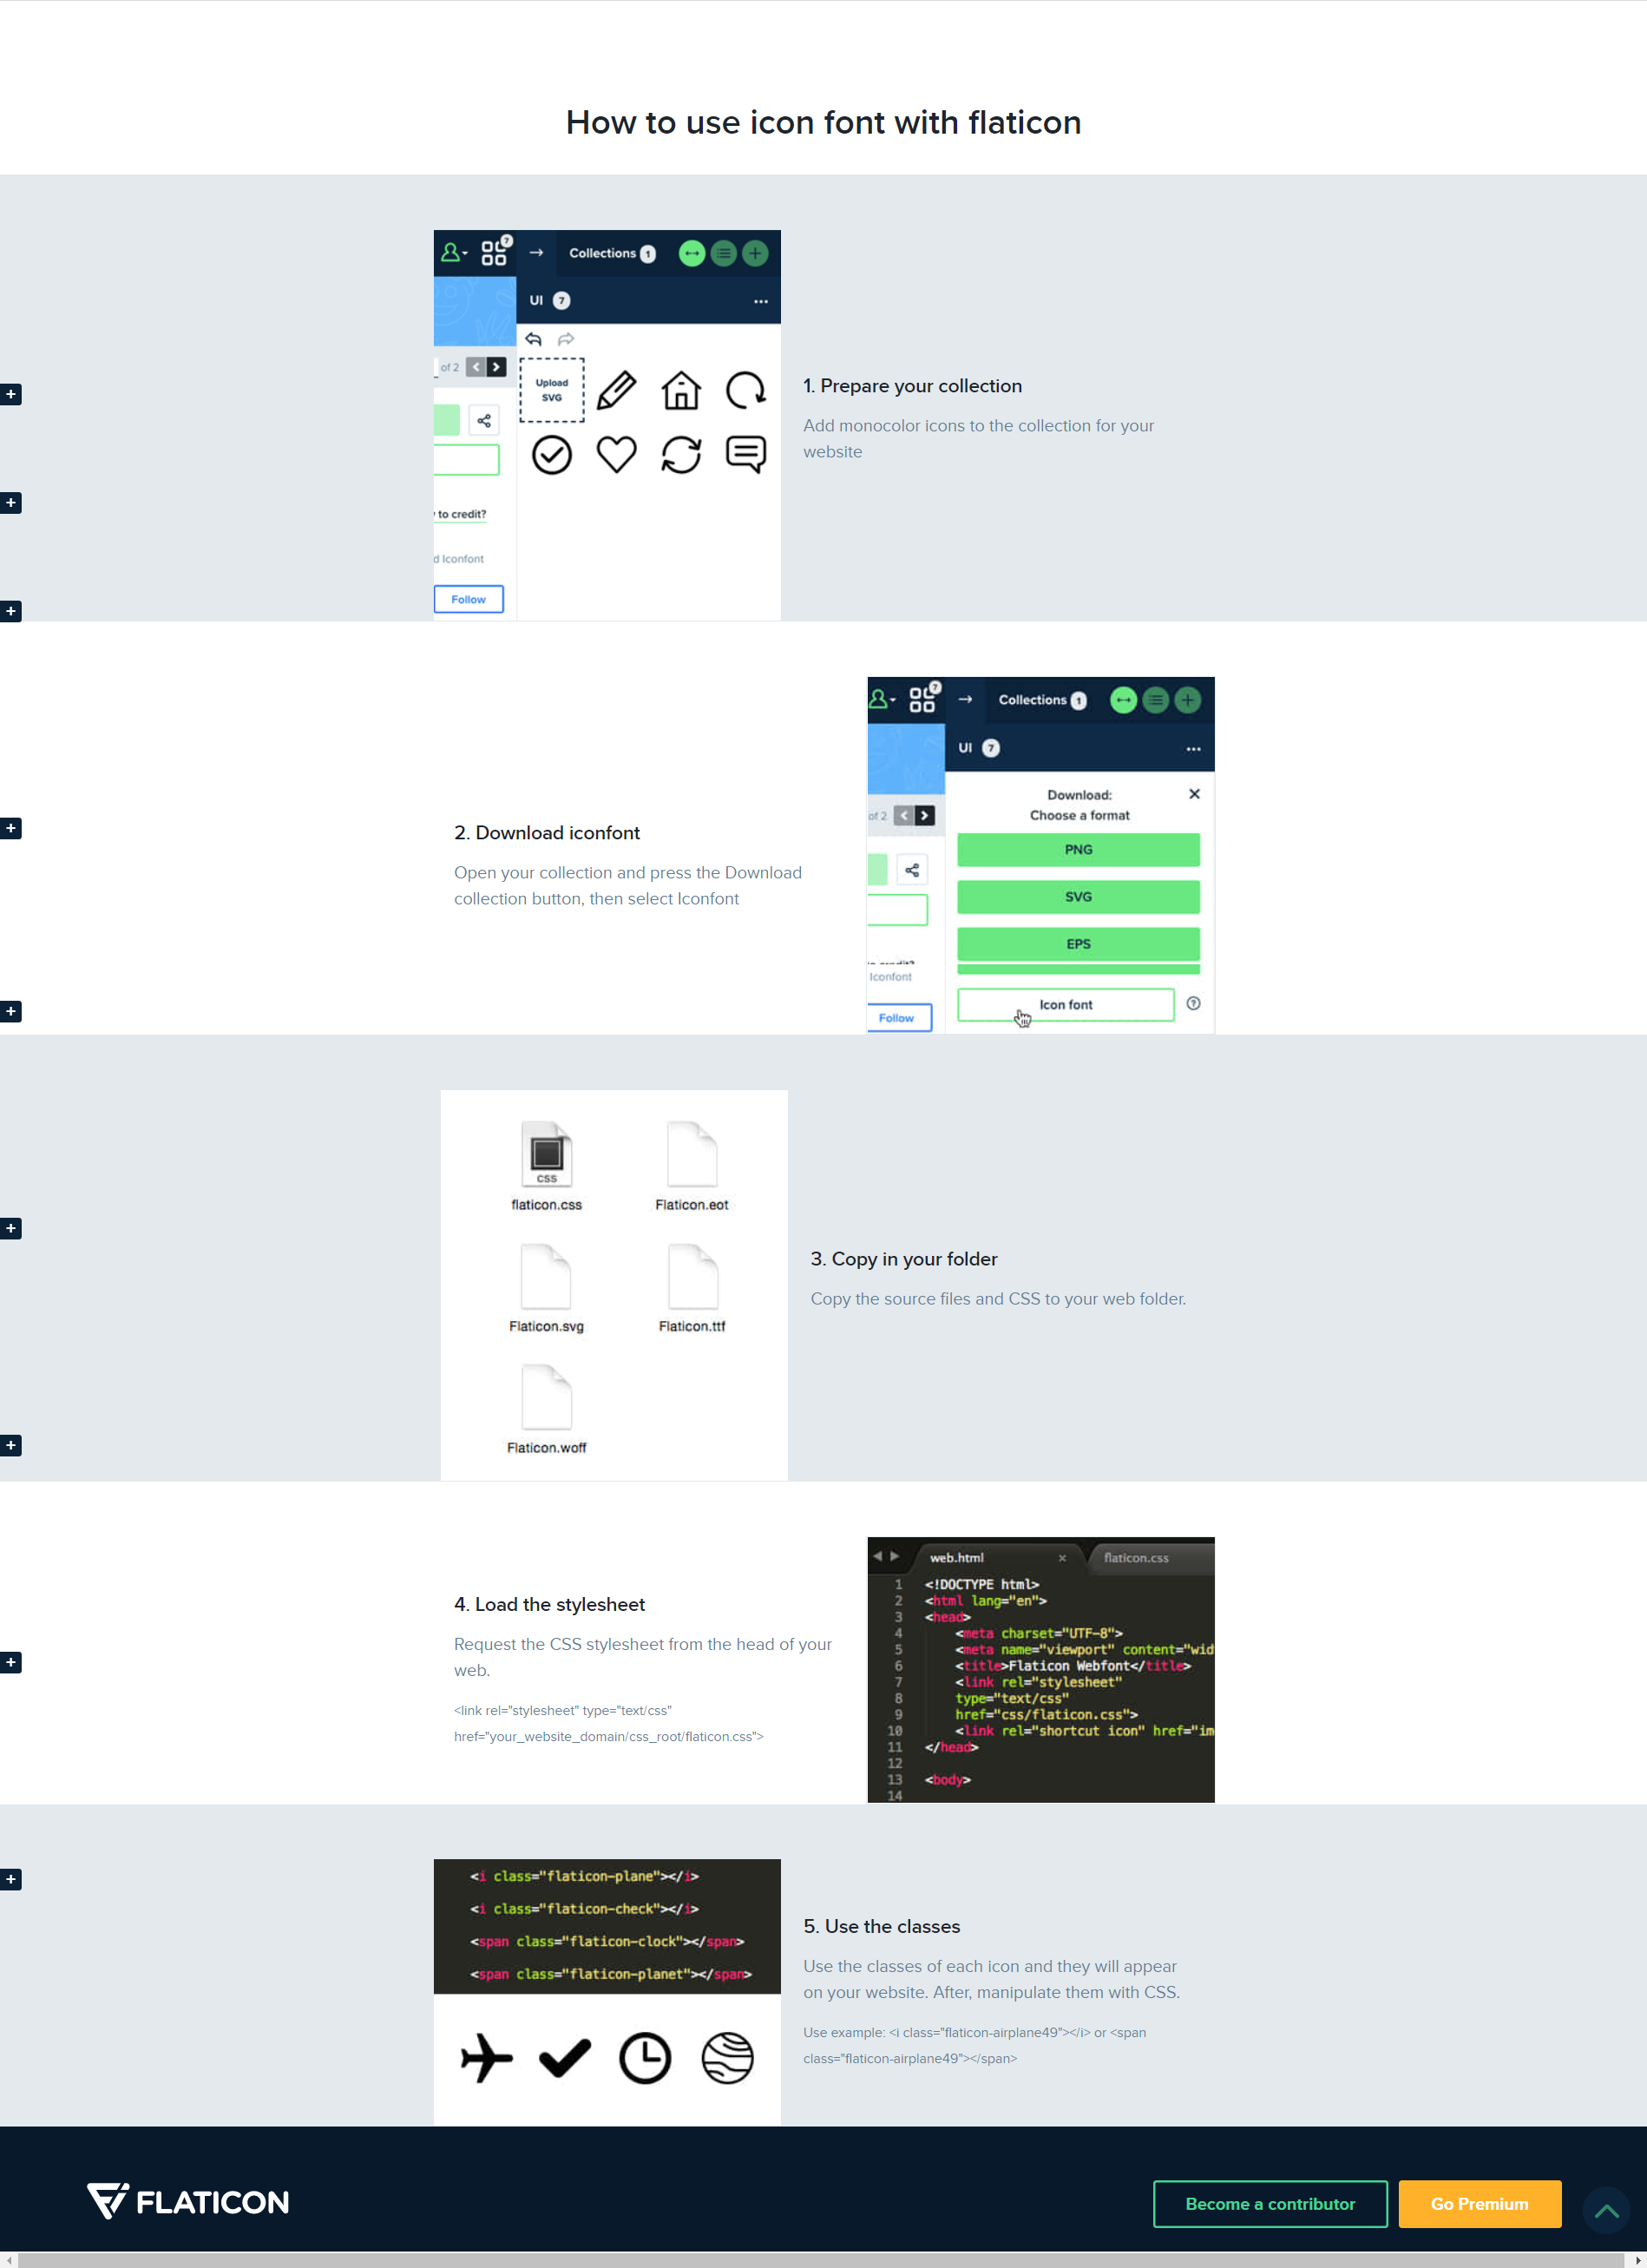 How to use icon font with flaticon
7
Collections 1
UI 7
of 2
Upload
SVG
to credit?
d Iconfont
Follow
1. Prepare your collection
Add monocolor icons to the collection for your
website
2. Download iconfont
Open your collection and press the Download
collection button, then select Iconfont
7
Collections 1
UI 7
of 2
Download:
Choose a format
PNG
SVG
EPS
Iconfont
Icon font
Follow
CSS
flaticon.css
Flaticon.eot
Flaticon.svg
Flaticon.ttf
Flaticon.woff
3. Copy in your folder
Copy the source files and CSS to your web folder.
4. Load the stylesheet
Request the CSS stylesheet from the head of your
web.
<link rel="stylesheet" type="text/css"
href="your_website_domain/css_root/flaticon.css">
web.html × flaticon.css
1 <!DOCTYPE html>
2 <html lang="en">
3 <head>
4 <meta charset="UTF-8">
5 <meta name="viewport" content="wid
6 <title>Flaticon Webfont</title>
7 <link rel="stylesheet"
8 type="text/css"
9 href="css/flaticon.css">
10 <link rel="shortcut icon" href="im
11 </head>
12
13 <body>
14
<i class="flaticon-plane"></i>
<i class="flaticon-check"></i>
<span class="flaticon-clock"></span>
<span class="flaticon-planet"></span>
5. Use the classes
Use the classes of each icon and they will appear
on your website. After, manipulate them with CSS.
Use example: <i class="flaticon-airplane49"></i> or <span
class="flaticon-airplane49"></span>
FLATICON
Become a contributor
Go Premium